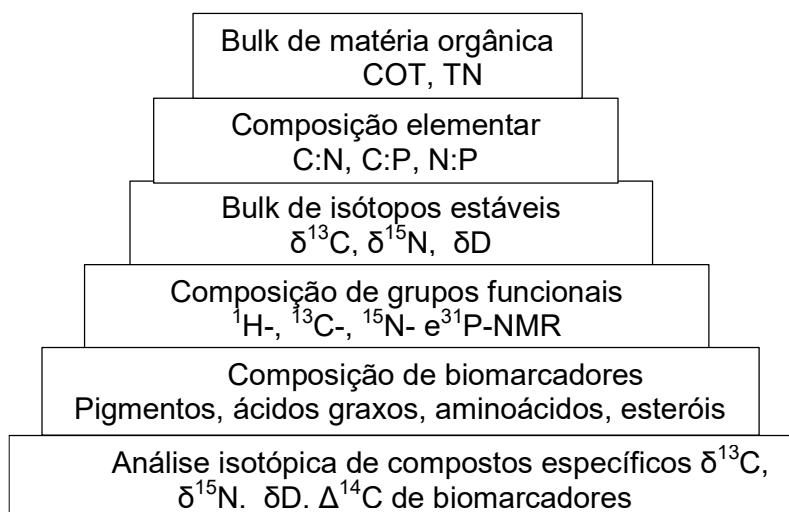 Bulk de matéria orgânica
COT, TN
Composição elementar
C:N, C:P, N:P
Bulk de isótopos estáveis
δ¹³C, δ¹⁵N, δD
Composição de grupos funcionais
¹H-, ¹³C-, ¹⁵N- e³¹P-NMR
Composição de biomarcadores
Pigmentos, ácidos graxos, aminoácidos, esteróis
Análise isotópica de compostos específicos δ¹³C,
δ¹⁵N, δD, Δ¹⁴C de biomarcadores